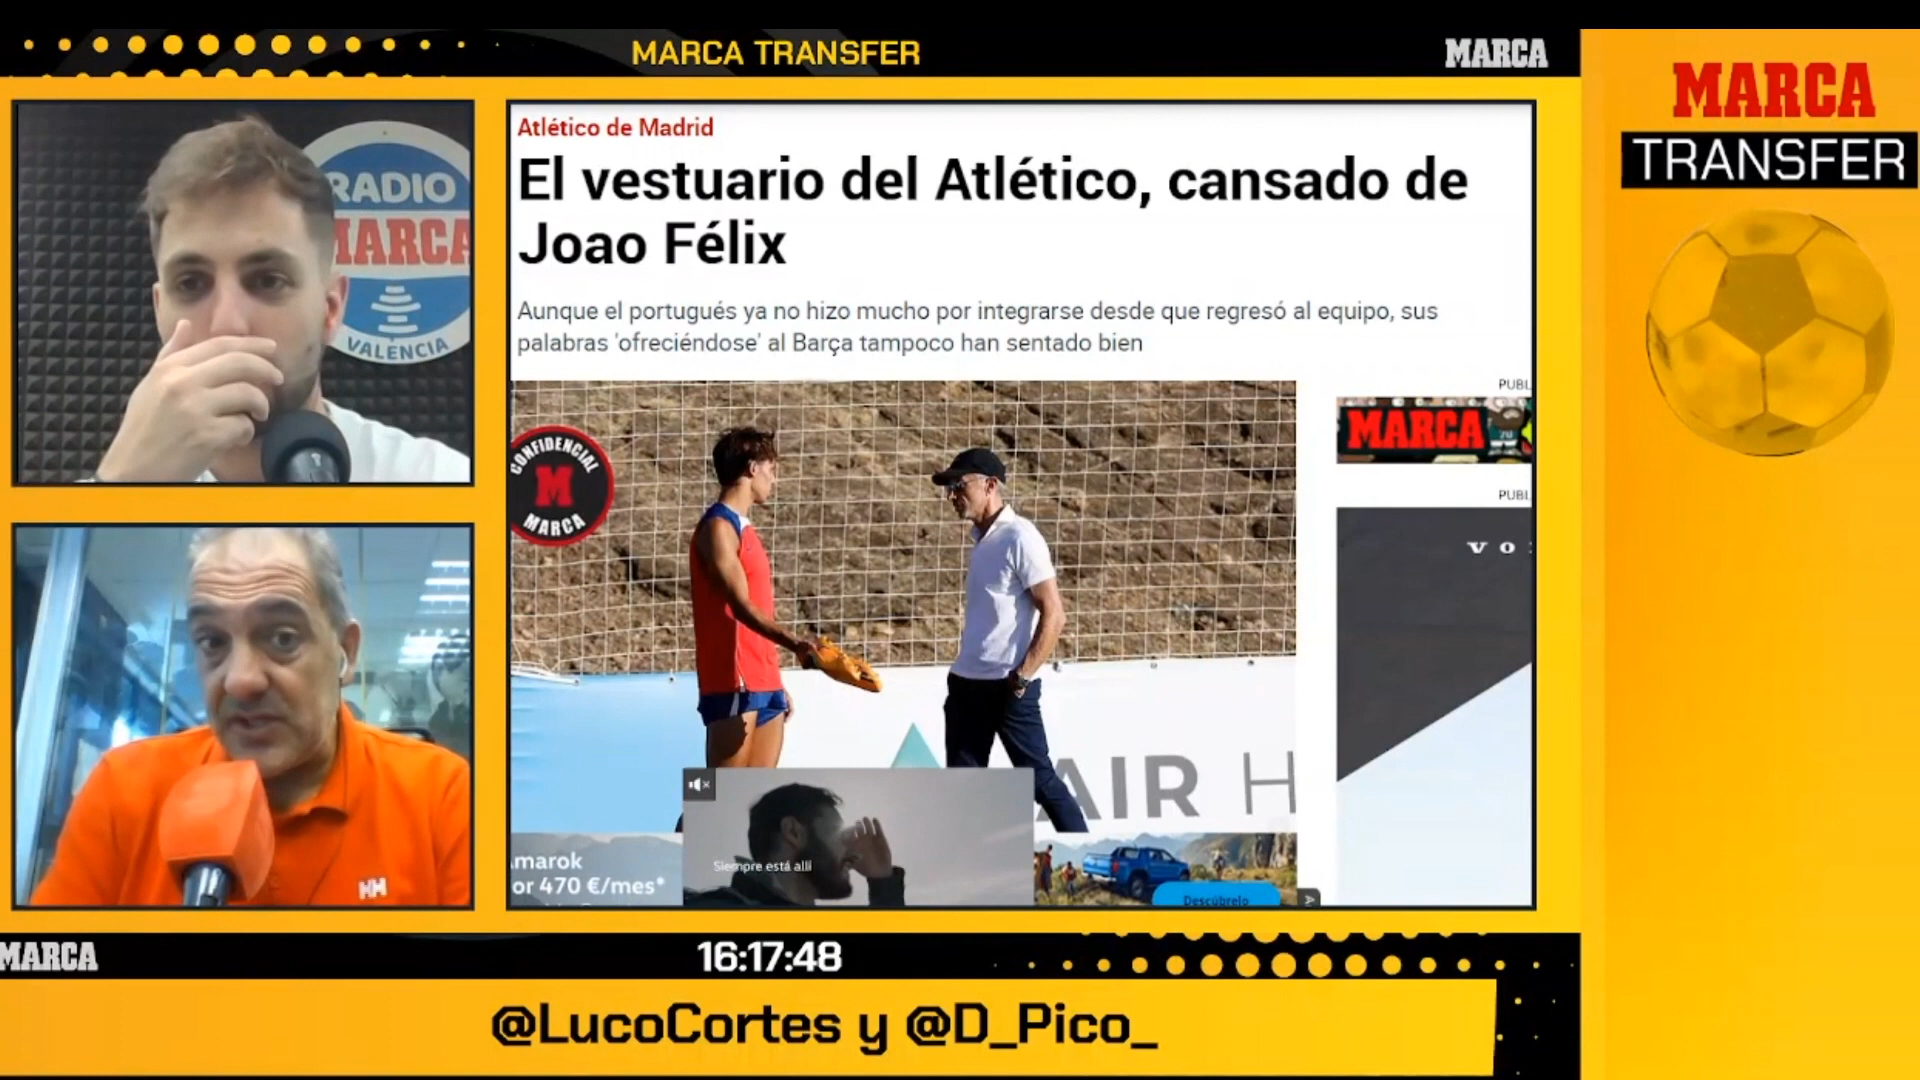 MARCA TRANSFER
MARCA
MARCA
TRANSFER
RADIO
MARCA
VALENCIA
Atlético de Madrid
El vestuario del Atlético, cansado de
Joao Félix
Aunque el portugués ya no hizo mucho por integrarse desde que regresó al equipo, sus
palabras 'ofreciéndose' al Barça tampoco han sentado bien
CONFIDENCIAL
M
MARCA
PUBL
MARCA
PUBL
VO
AIR H
Siempre está allí
marok
or 470 €/mes*
Descúbrelo
HH
MARCA
16:17:48
@LucoCortes y @D_Pico_